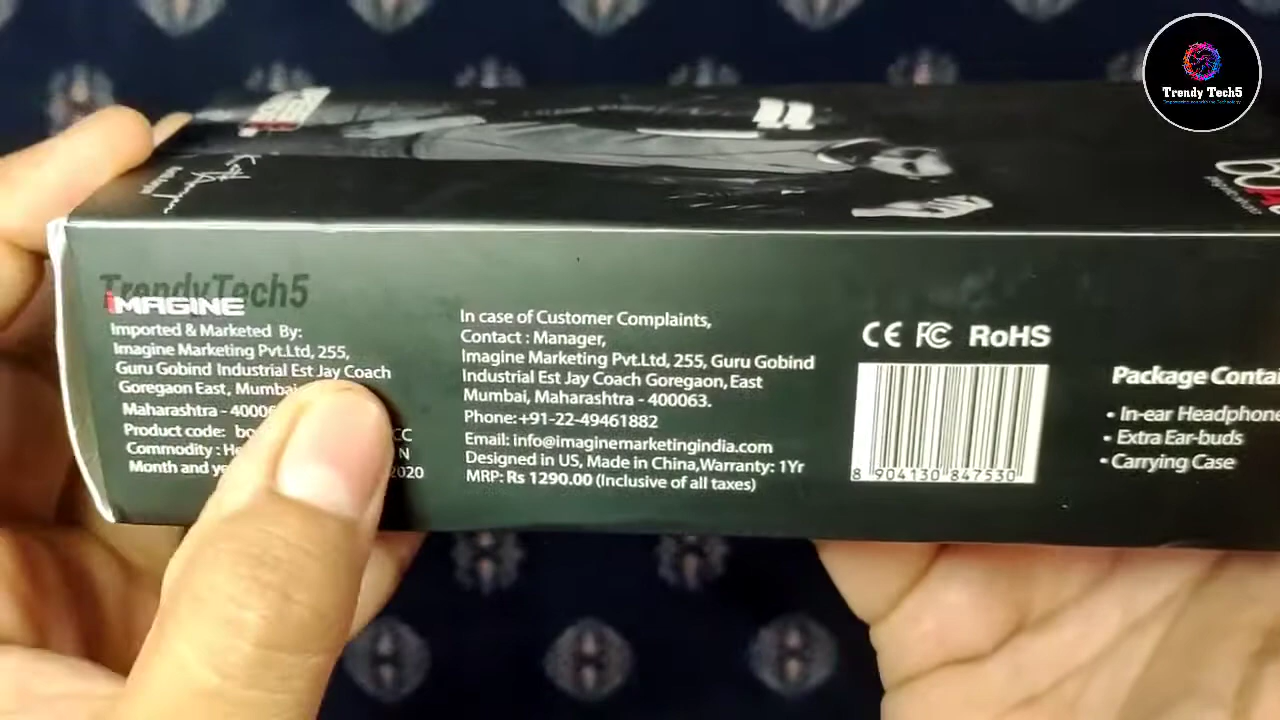 Trendy Tech5
TrendyTech5
iMAGINE
Imported & Marketed By:
Imagine Marketing Pvt.Ltd, 255,
Guru Gobind Industrial Est Jay Coach
Goregaon East, Mumbai
Maharashtra -
Product code:
CC
Commodity :
N
Month and
2020
In case of Customer Complaints,
Contact : Manager,
Imagine Marketing Pvt.Ltd, 255, Guru Gobind
Industrial Est Jay Coach Goregaon, East
Mumbai, Maharashtra - 400063.
Phone:+91-22-49461882
Email: info@imaginemarketingindia.com
Designed in US, Made in China,Warranty: 1Yr
MRP: Rs 1290.00 (Inclusive of all taxes)
CE FC RoHS
8 904130 847530
Package
• In-ear
• Extra Ear-buds
• Carrying Case